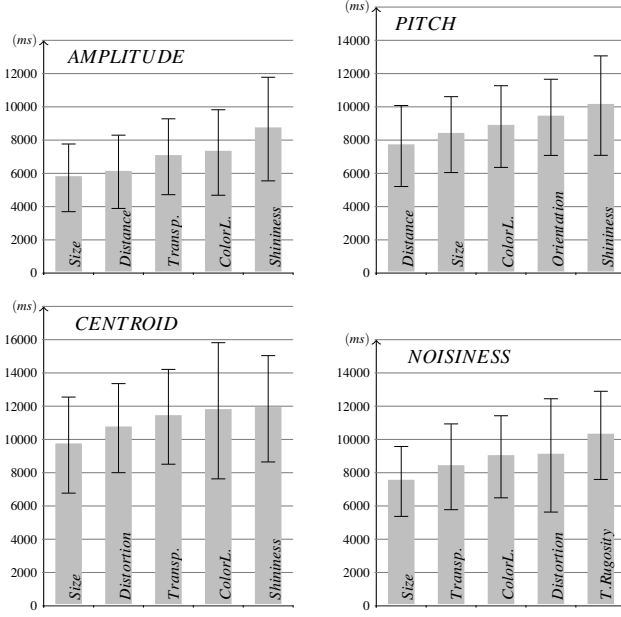 (ms)
AMPLITUDE
12000
10000
8000
6000
4000
2000
0
Size
Distance
Transp.
ColorL.
Shininess
(ms)
PITCH
14000
12000
10000
8000
6000
4000
2000
0
Distance
Size
ColorL.
Orientation
Shininess
(ms)
CENTROID
16000
14000
12000
10000
8000
6000
4000
2000
0
Size
Distortion
Transp.
ColorL.
Shininess
(ms)
NOISINESS
14000
12000
10000
8000
6000
4000
2000
0
Size
Transp.
ColorL.
Distortion
T.Rugosity